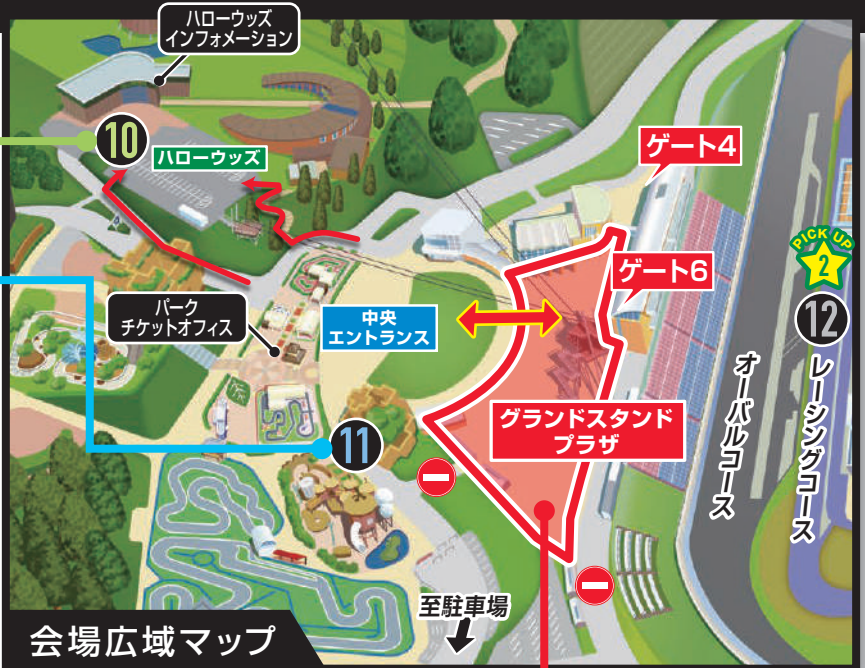 ハローウッズ
インフォメーション
10
ハローウッズ
ゲート4
PICK UP
2
ゲート6
12
パーク
チケットオフィス
中央
エントランス
オーバルコース
レーシングコース
グランドスタンド
プラザ
11
至駐車場
会場広域マップ